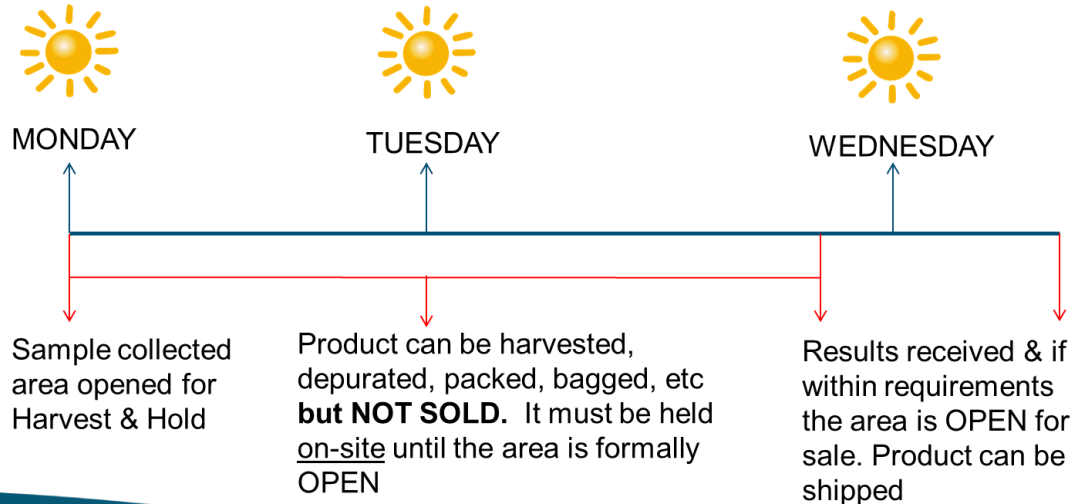 MONDAY
TUESDAY
WEDNESDAY
Sample collected
area opened for
Harvest & Hold
Product can be harvested,
depurated, packed, bagged, etc
but NOT SOLD. It must be held
on-site until the area is formally
OPEN
Results received & if
within requirements
the area is OPEN for
sale. Product can be
shipped